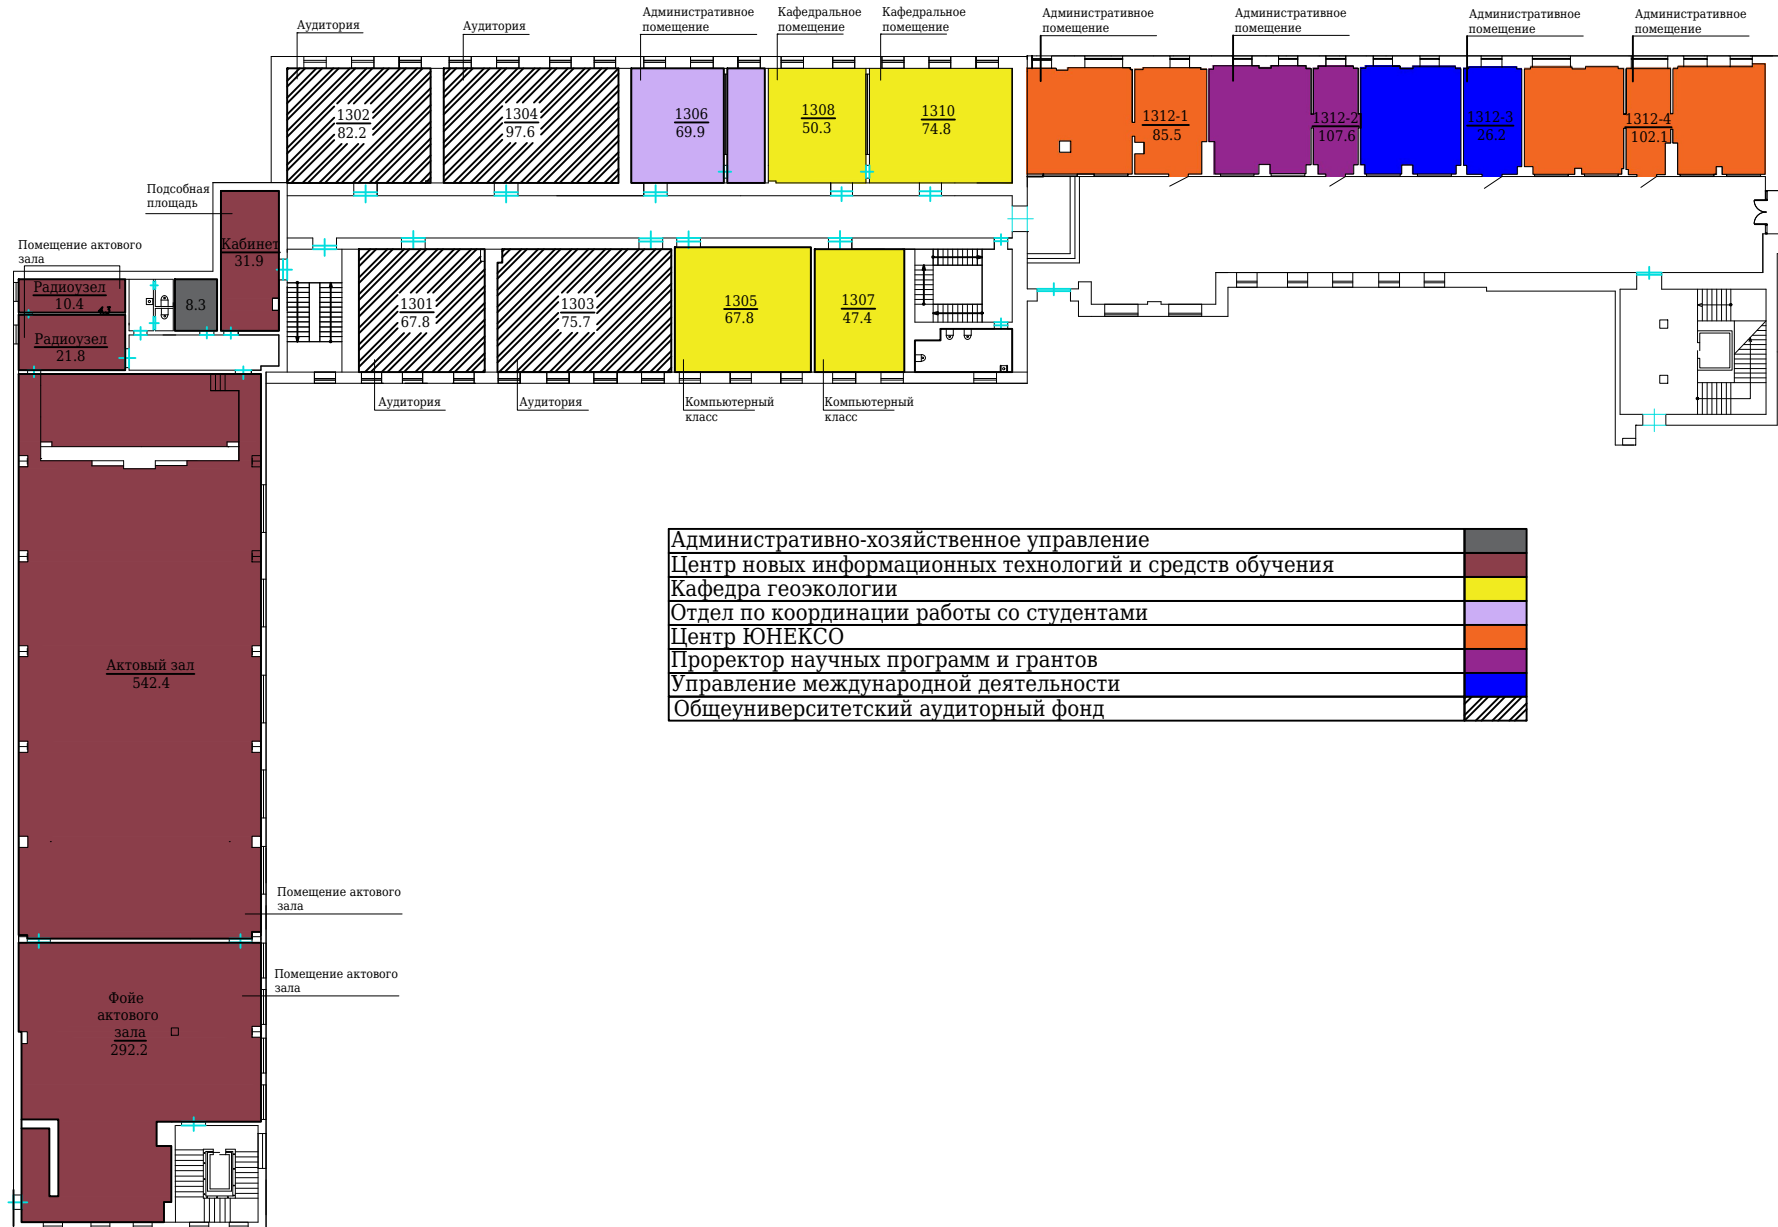 Аудитория
Аудитория
Административное
помещение
Кафедральное
помещение
Кафедральное
помещение
Административное
помещение
Административное
помещение
Административное
помещение
Административное
помещение
1302
82.2
1304
97.6
1306
69.9
1308
50.3
1310
74.8
1312-1
85.5
1312-2
107.6
1312-3
26.2
1312-4
102.1
Подсобная
площадь
Помещение актового
зала
Кабинет
31.9
Радиоузел
10.4
8.3
Радиоузел
21.8
1301
67.8
1303
75.7
1305
67.8
1307
47.4
Аудитория
Аудитория
Компьютерный
класс
Компьютерный
класс
Административно-хозяйственное управление
Центр новых информационных технологий и средств обучения
Кафедра геоэкологии
Отдел по координации работы со студентами
Центр ЮНЕКСО
Проректор научных программ и грантов
Управление международной деятельности
Общеуниверситетский аудиторный фонд
Актовый зал
542.4
Помещение актового
зала
Помещение актового
зала
Фойе
актового
зала
292.2